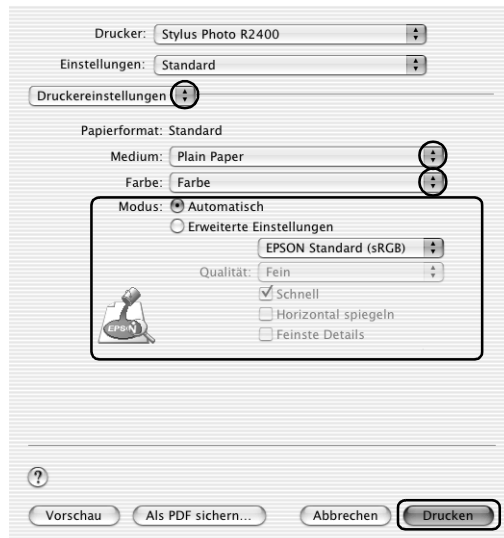 Drucker: Stylus Photo R2400
Einstellungen: Standard
Druckereinstellungen
Papierformat: Standard
Medium: Plain Paper
Farbe: Farbe
Modus: Automatisch
Erweiterte Einstellungen
EPSON Standard (sRGB)
Qualität: Fein
Schnell
Horizontal spiegeln
EPSON Feinste Details
?
Vorschau Als PDF sichern... Abbrechen Drucken